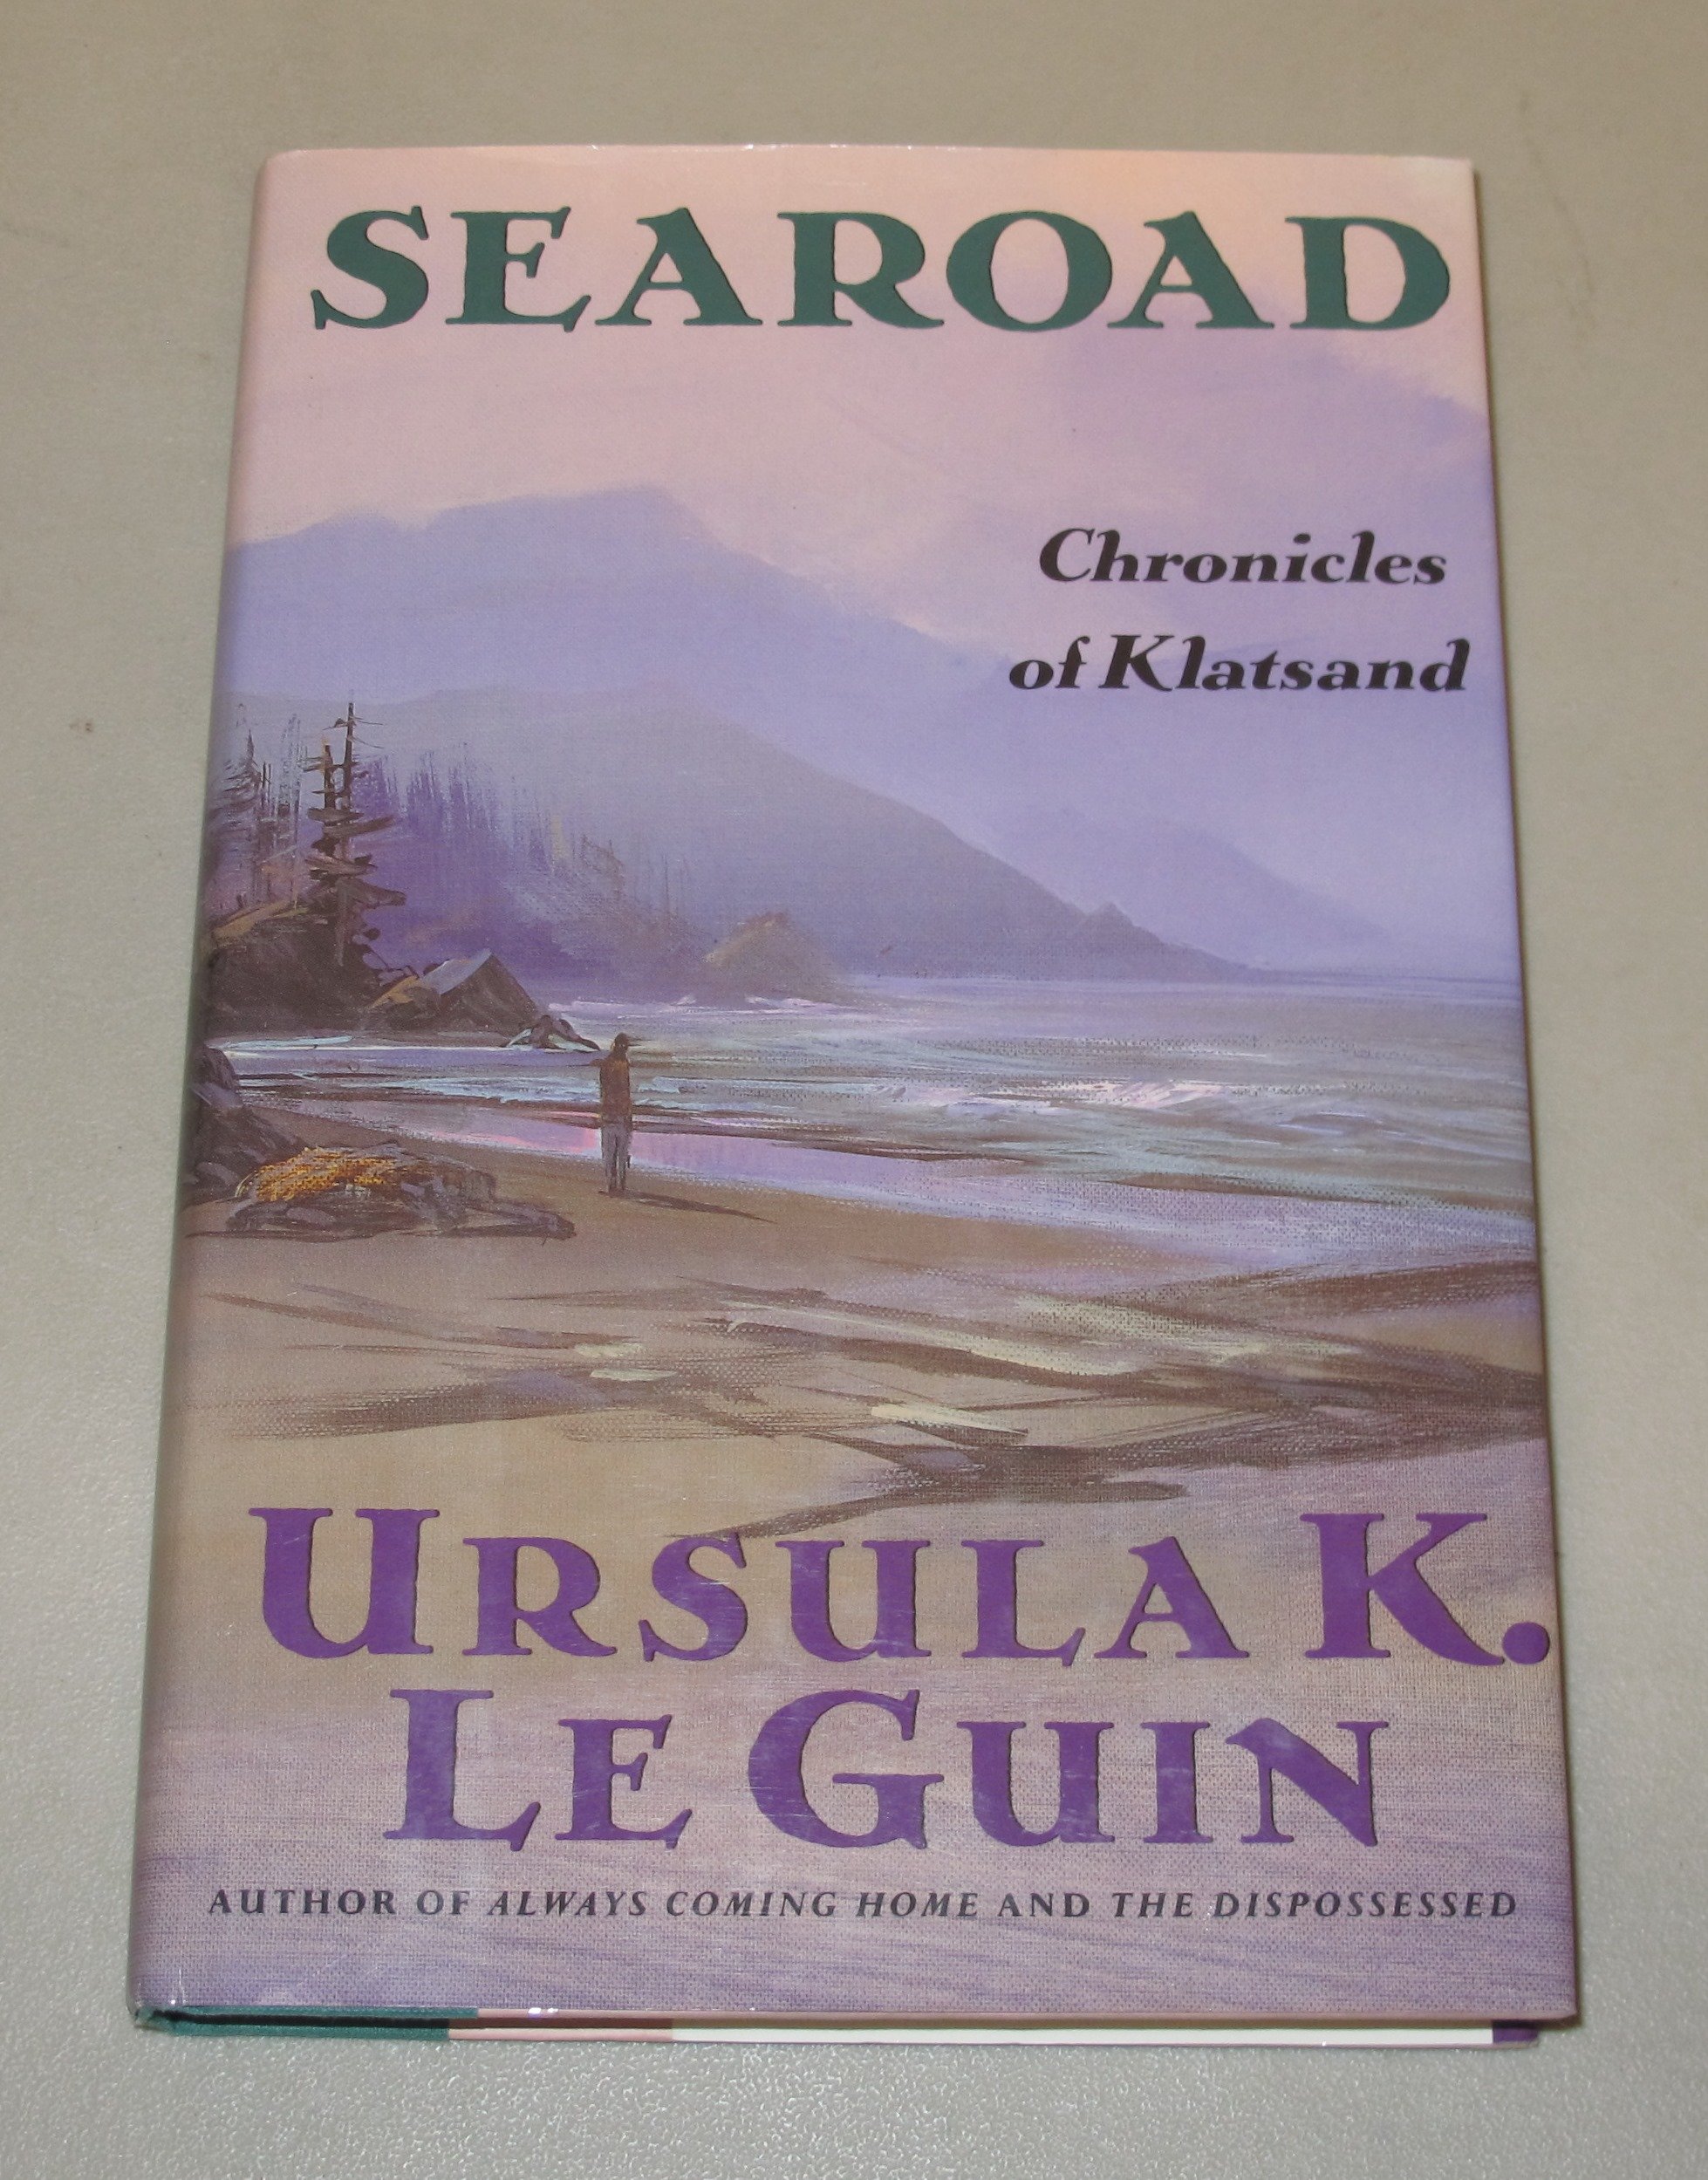 SEAROAD
Chronicles
of Klatsand
URSULA K.
LE GUIN
AUTHOR OF ALWAYS COMING HOME AND THE DISPOSSESSED